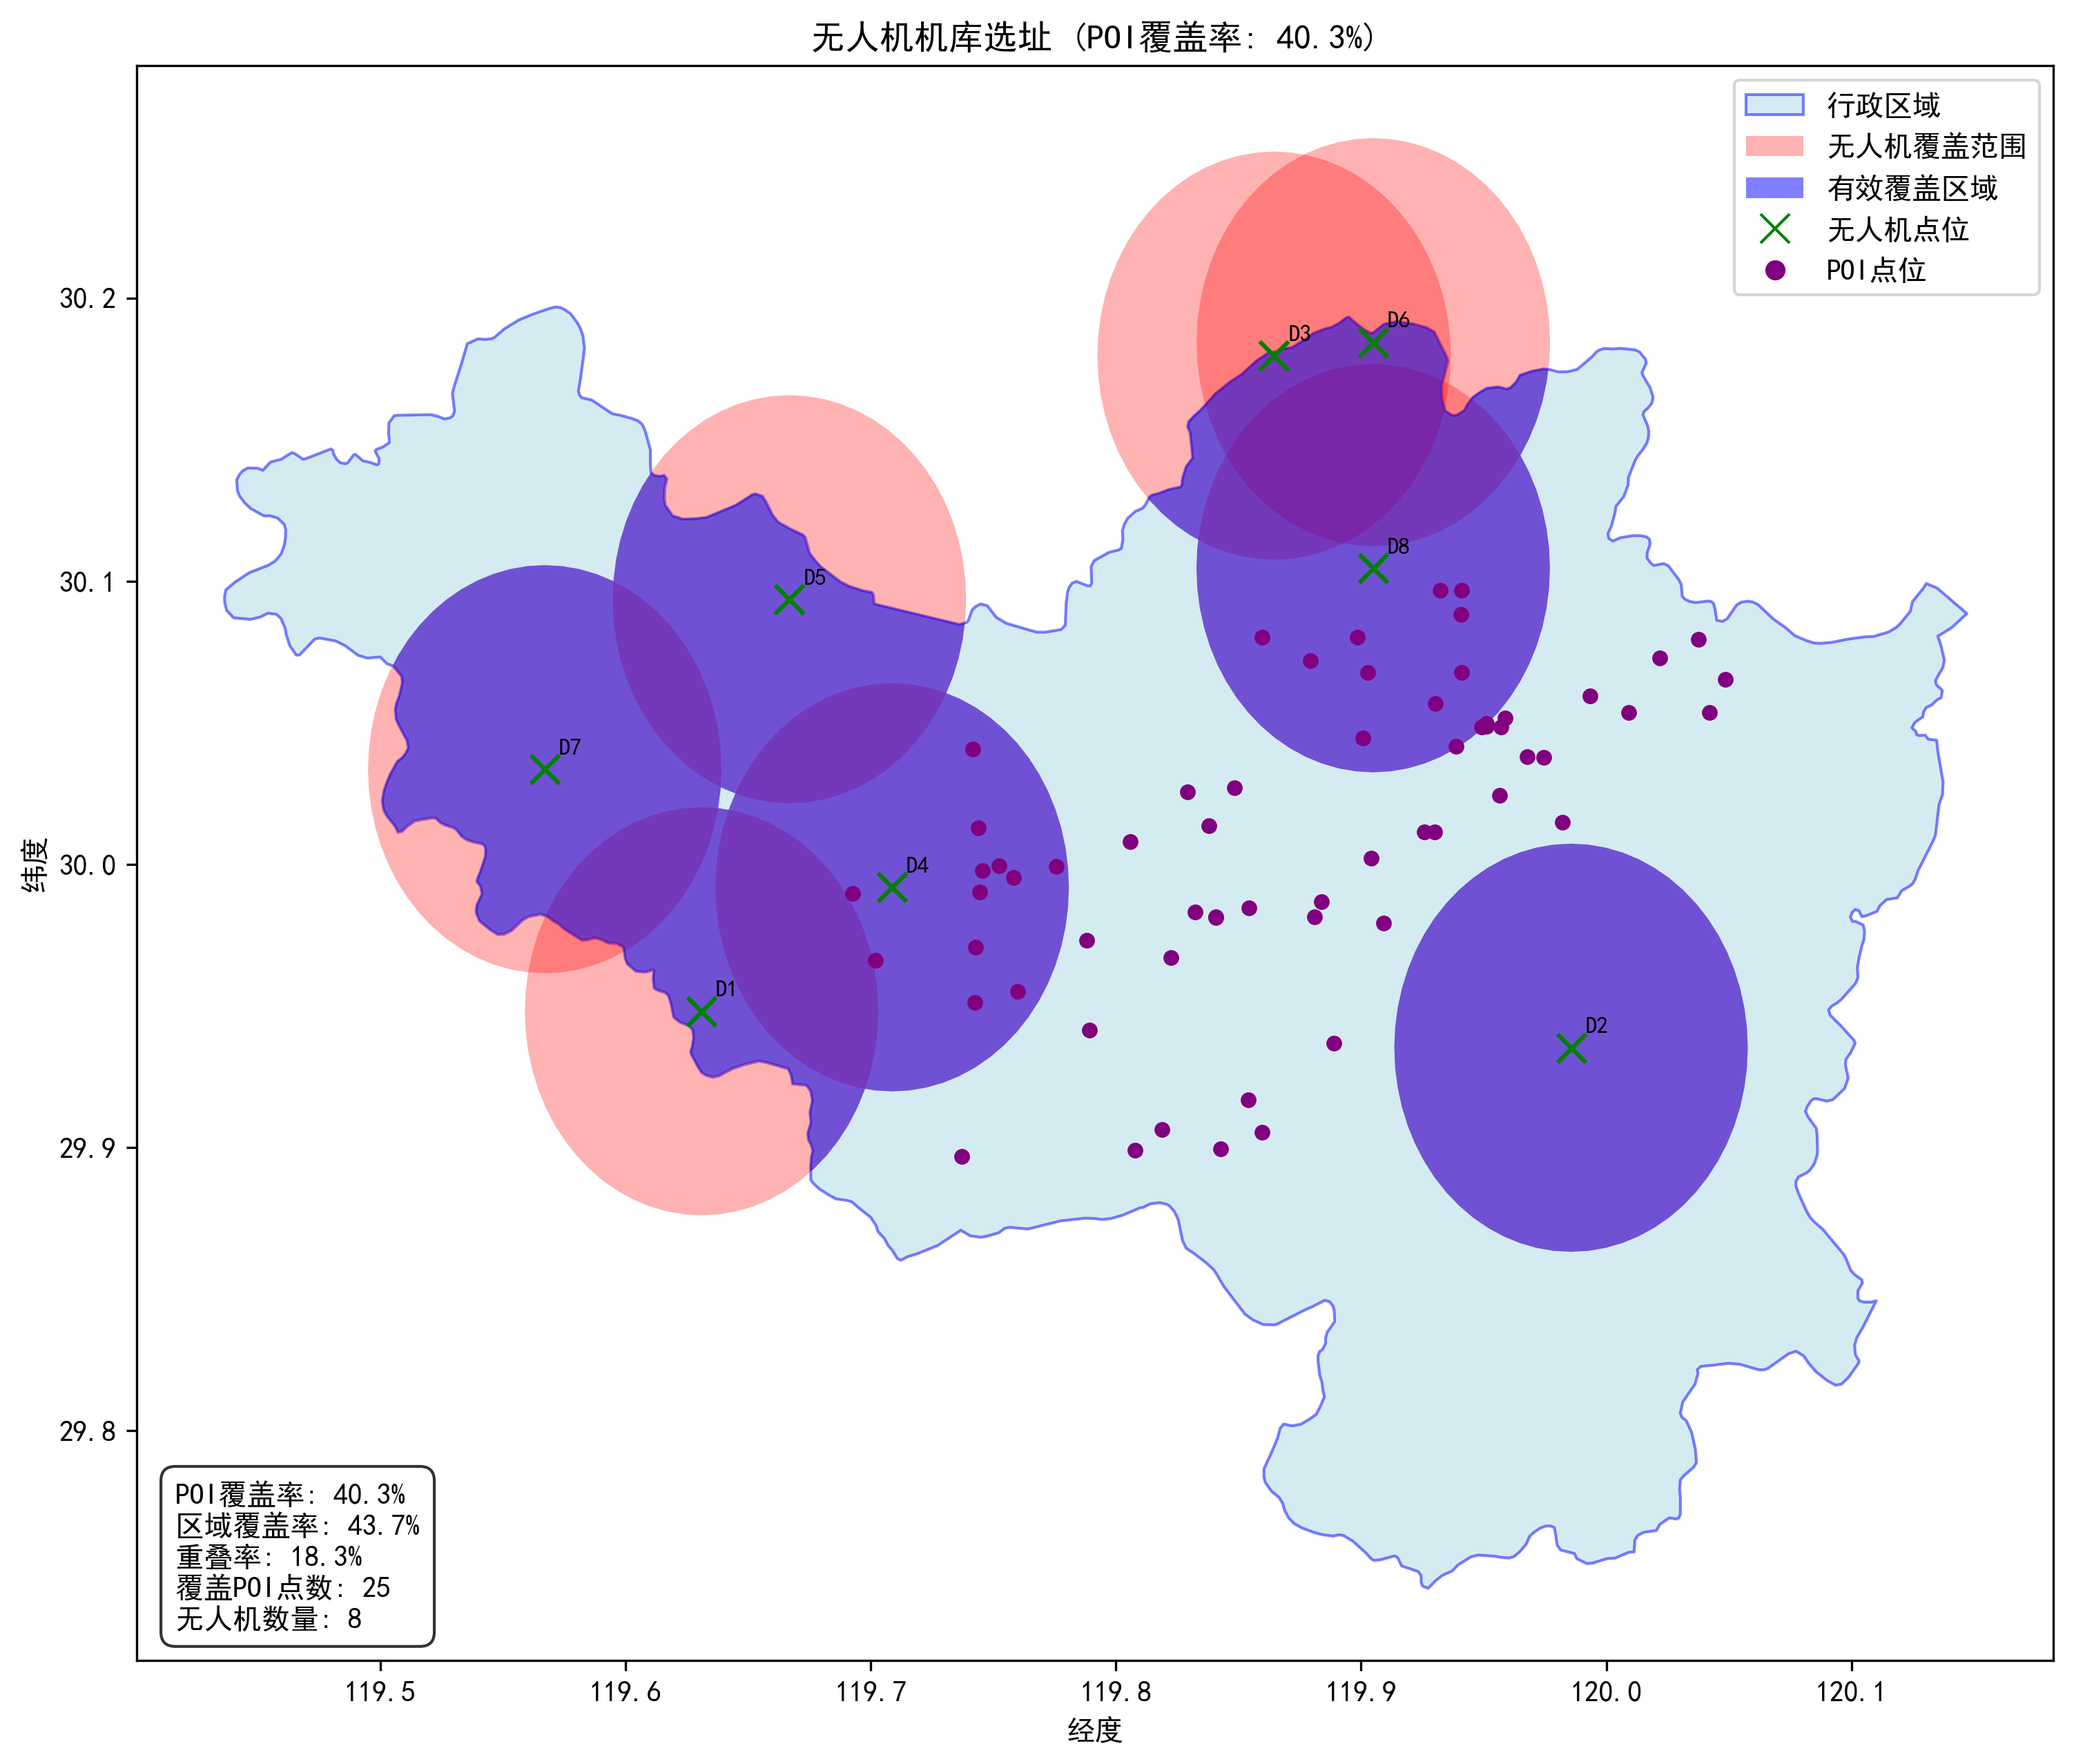 无人机机库选址 (POI覆盖率: 40.3%)
行政区域
无人机覆盖范围
有效覆盖区域
无人机点位
POI点位
30.2
30.1
30.0
29.9
29.8
纬度
D3
D6
D8
D5
D7
D4
D1
D2
POI覆盖率: 40.3%
区域覆盖率: 43.7%
重叠率: 18.3%
覆盖POI点数: 25
无人机数量: 8
119.5
119.6
119.7
119.8
119.9
120.0
120.1
经度